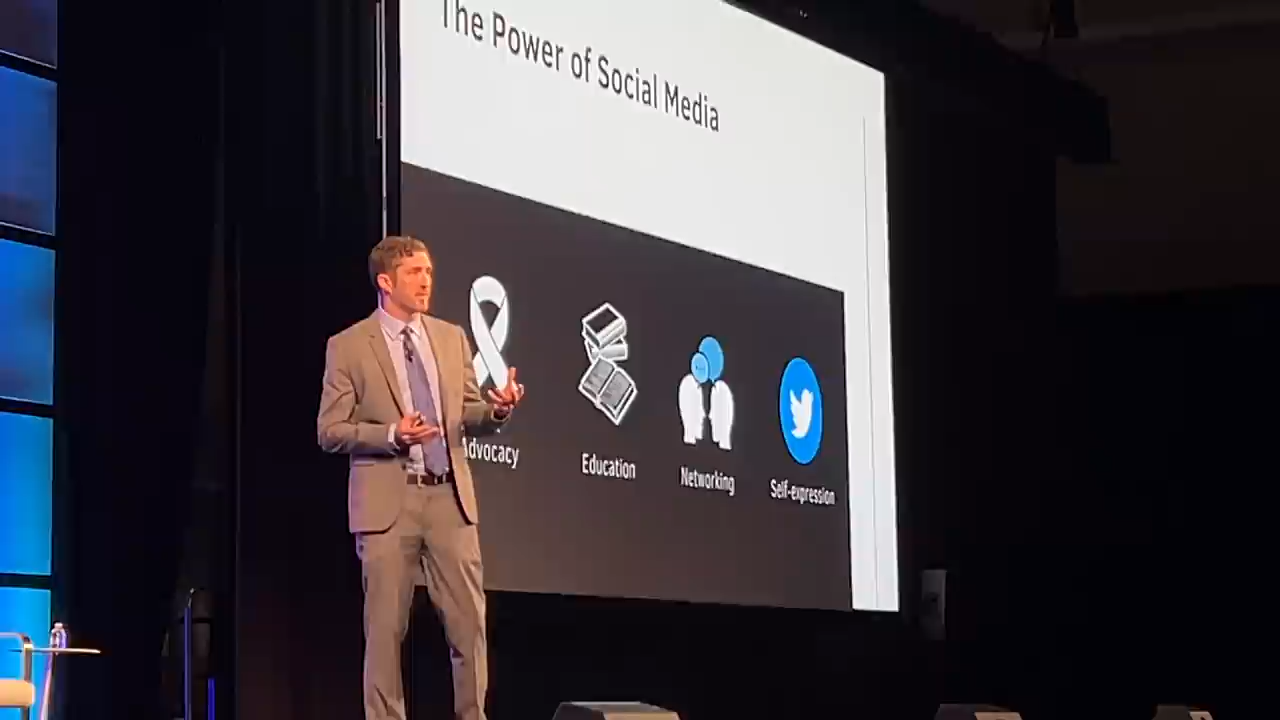 The Power of Social Media
Advocacy
Education
Networking
Self-expression